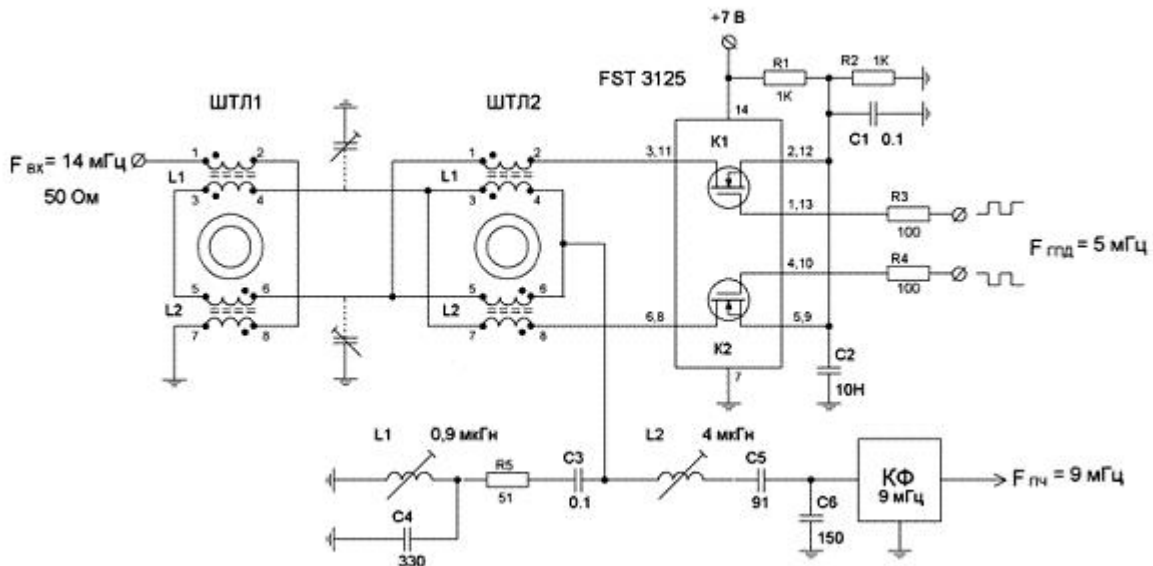 +7 В
FST 3125
R1
1К
R2 1К
14
C1 0.1
ШТЛ1
ШТЛ2
F ВХ = 14 мГц
50 Ом
1
2
L1
3
4
5
6
L2
7
8
1
2
L1
3
4
5
6
L2
7
8
3,11
К1
2,12
1,13
R3
100
F ГПД = 5 мГц
4,10
R4
100
6,8
5,9
К2
7
C2
10Н
L1 0,9 мкГн
R5
51
C3
0.1
C4
330
L2 4 мкГн
C5
91
C6
150
КФ
9 мГц
F ПЧ = 9 мГц